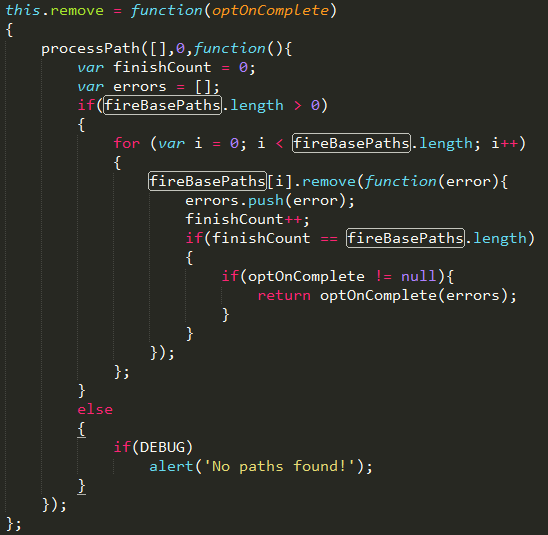 this.remove = function(optOnComplete)
{
    processPath([],0,function(){
        var finishCount = 0;
        var errors = [];
        if(fireBasePaths.length > 0)
        {
            for (var i = 0; i < fireBasePaths.length; i++)
            {
                fireBasePaths[i].remove(function(error){
                    errors.push(error);
                    finishCount++;
                    if(finishCount == fireBasePaths.length)
                    {
                        if(optOnComplete != null){
                            return optOnComplete(errors);
                        }
                    }
                });
            };
        }
        else
        {
            if(DEBUG)
                alert('No paths found!');
        }
    });
};